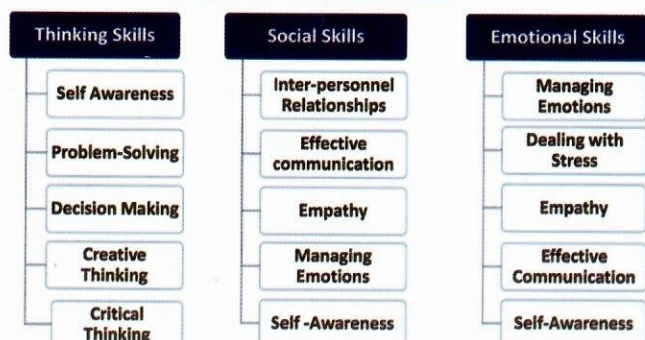 Thinking Skills
Self Awareness
Problem-Solving
Decision Making
Creative
Thinking
Critical
Thinking
Social Skills
Inter-personnel
Relationships
Effective
communication
Empathy
Managing
Emotions
Self -Awareness
Emotional Skills
Managing
Emotions
Dealing with
Stress
Empathy
Effective
Communication
Self-Awareness